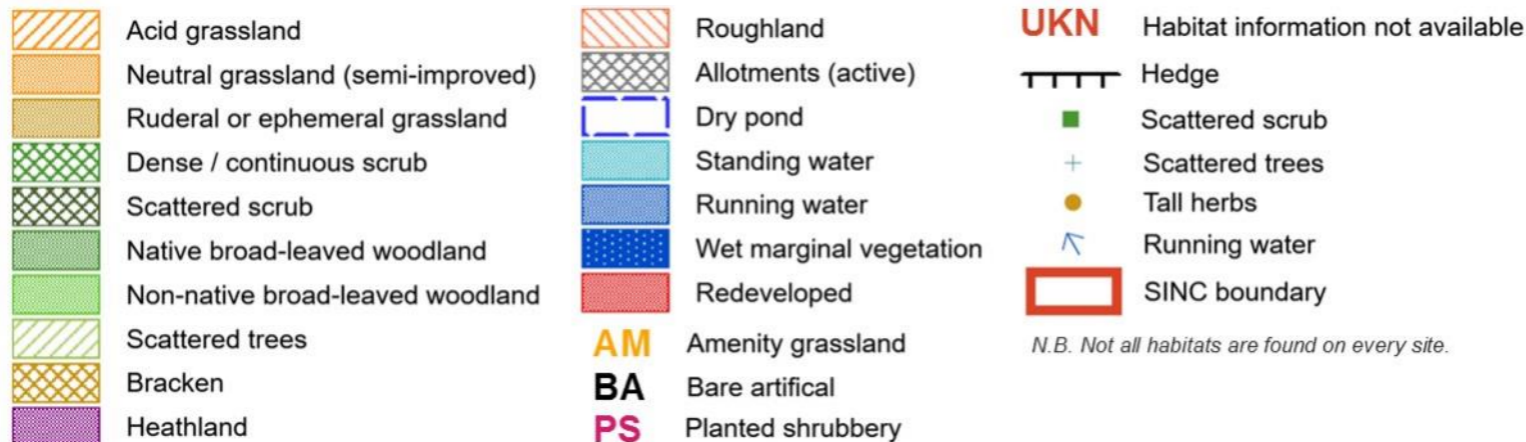 Acid grassland
Neutral grassland (semi-improved)
Ruderal or ephemeral grassland
Dense / continuous scrub
Scattered scrub
Native broad-leaved woodland
Non-native broad-leaved woodland
Scattered trees
Bracken
Heathland
Roughland
Allotments (active)
Dry pond
Standing water
Running water
Wet marginal vegetation
Redeveloped
AM Amenity grassland
BA Bare artifical
PS Planted shrubbery
UKN Habitat information not available
Hedge
Scattered scrub
Scattered trees
Tall herbs
Running water
SINC boundary
N.B. Not all habitats are found on every site.